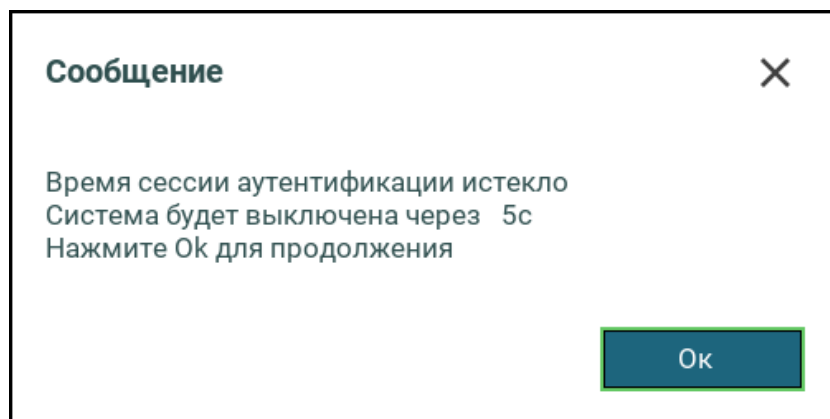 Сообщение
Время сессии аутентификации истекло
Система будет выключена через 5с
Нажмите Ok для продолжения
Ок